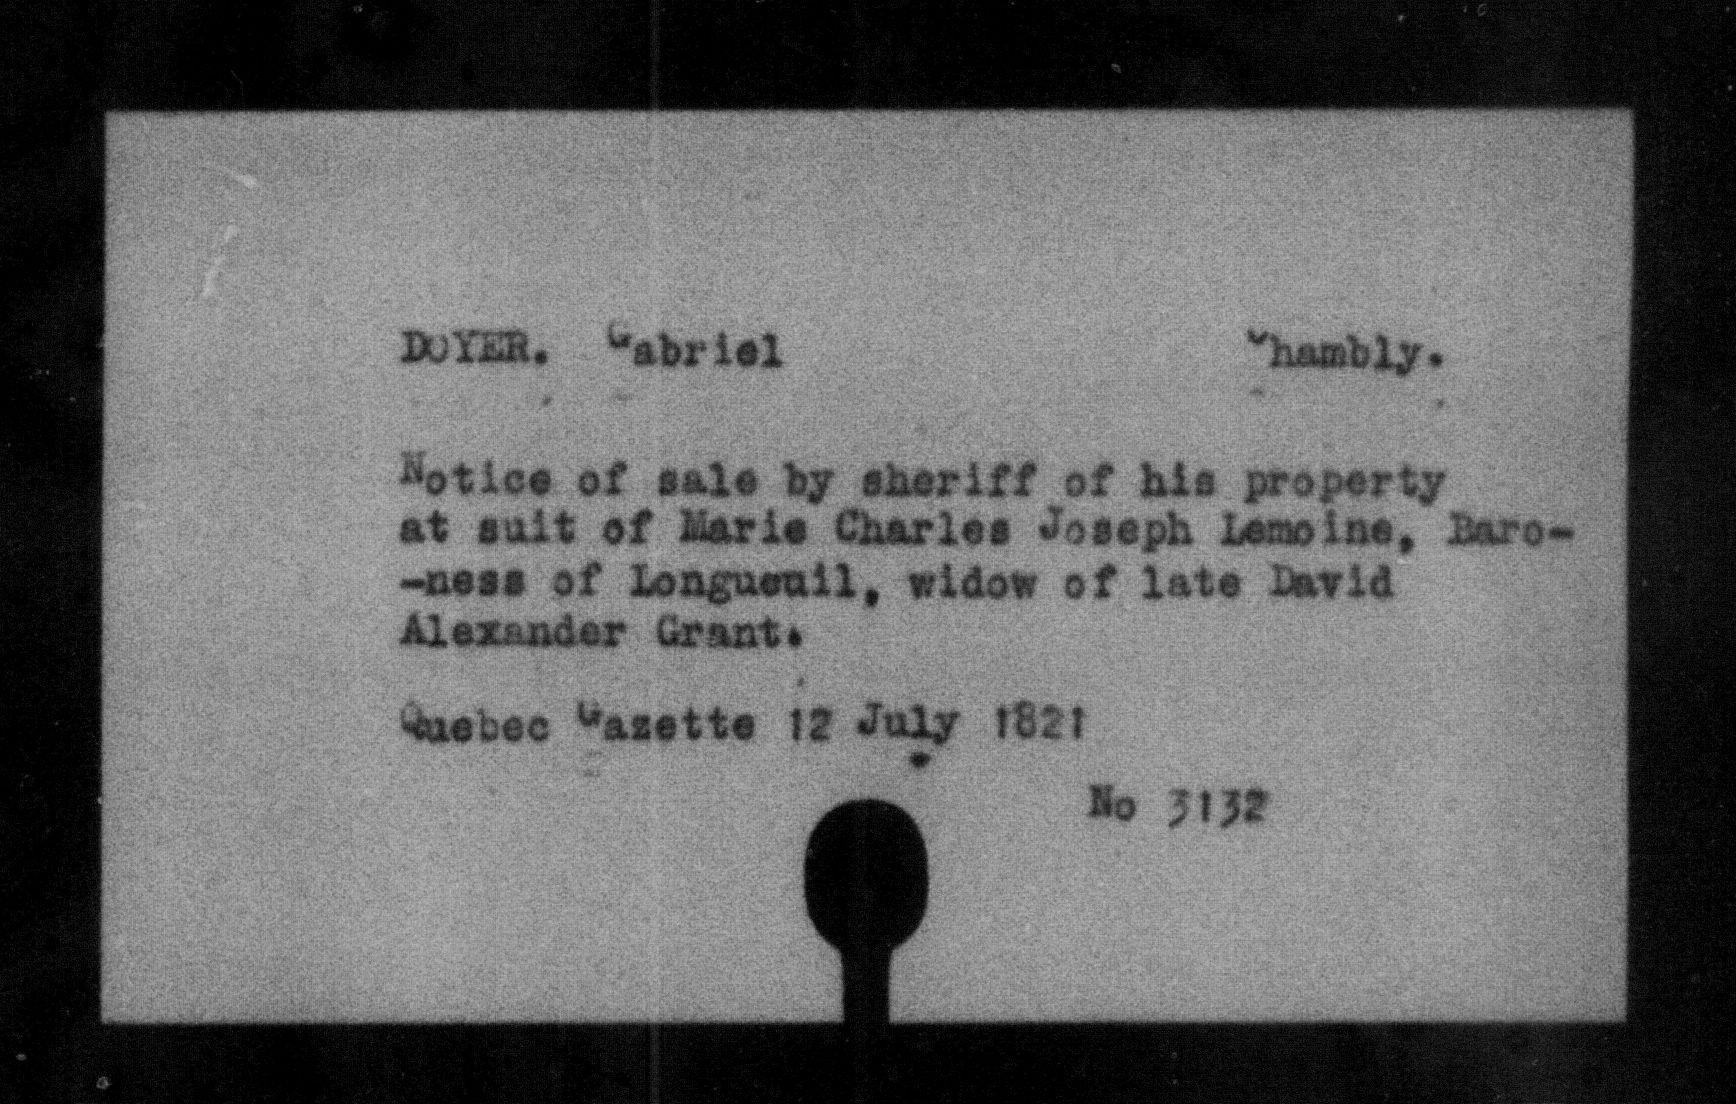 DOYER. Gabriel Chambly.
Notice of sale by sheriff of his property
at suit of Marie Charles Joseph Lemoine, Baro-
-ness of Longueuil, widow of late David
Alexander Grant.
Quebec Gazette 12 July 1821
No 3132